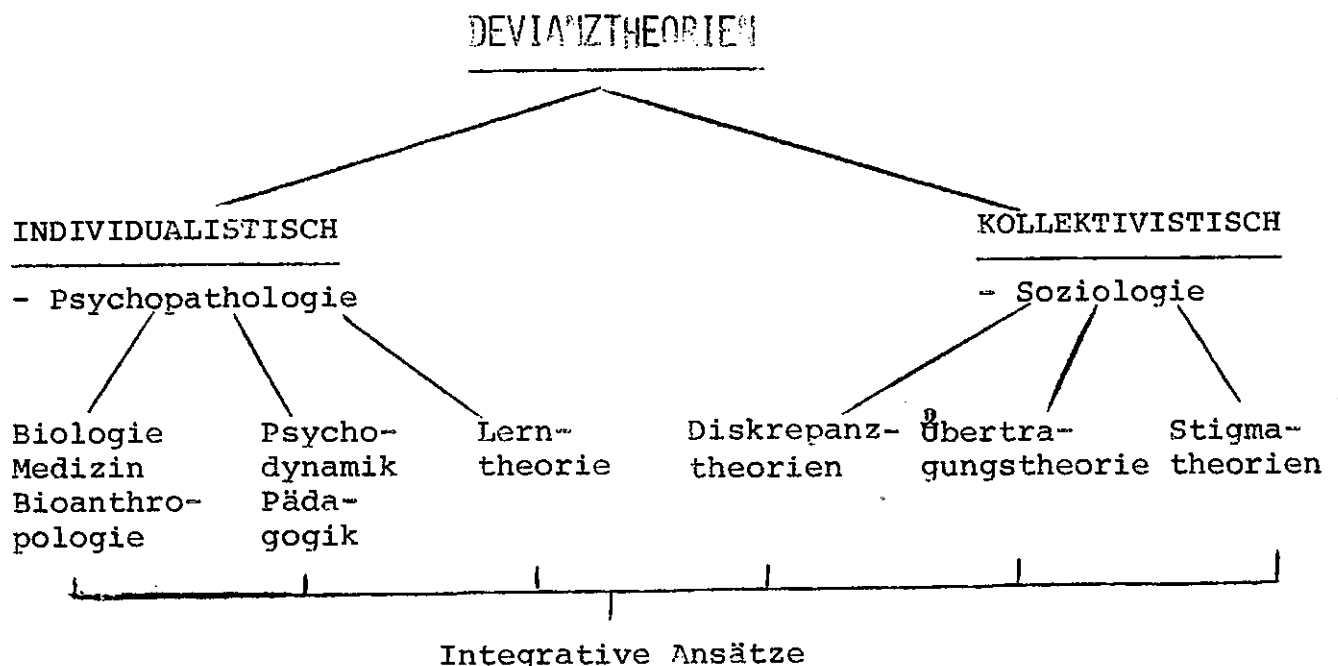 DEVIANZTHEORIEN
INDIVIDUALISTISCH
KOLLEKTIVISTISCH
- Psychopathologie
- Soziologie
Biologie
Medizin
Bioanthro-
pologie
Psycho-
dynamik
Päda-
gogik
Lern-
theorie
Diskrepanz-
theorien
Übertra-
gungstheorie
Stigma-
theorien
Integrative Ansätze